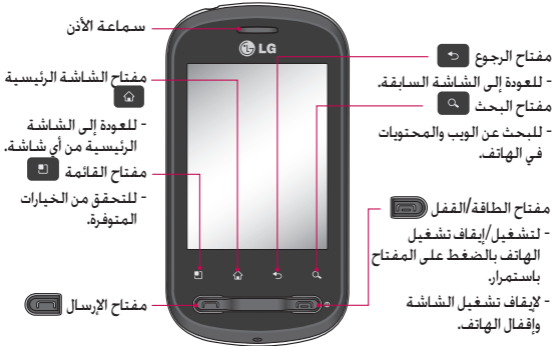 سماعة الأذن
LG
مفتاح الرجوع
- للعودة إلى الشاشة السابقة.
مفتاح البحث
- للبحث عن الويب والمحتويات
في الهاتف.
مفتاح الشاشة الرئيسية
- للعودة إلى الشاشة
الرئيسية من أي شاشة.
مفتاح القائمة
- للتحقق من الخيارات
المتوفرة.
مفتاح الطاقة/القفل
- لتشغيل/إيقاف تشغيل
الهاتف بالضغط على المفتاح
باستمرار.
- لإيقاف تشغيل الشاشة
وإقفال الهاتف.
مفتاح الإرسال